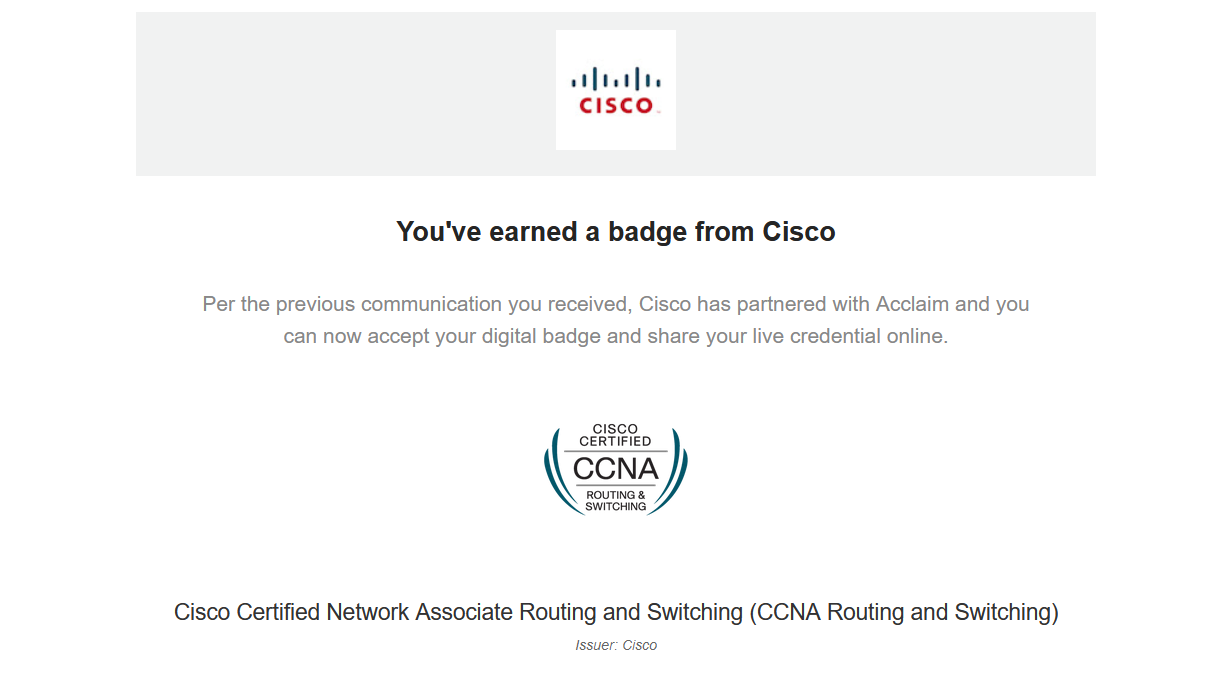 CISCO
You've earned a badge from Cisco
Per the previous communication you received, Cisco has partnered with Acclaim and you
can now accept your digital badge and share your live credential online.
CISCO
CERTIFIED
CCNA
ROUTING &
SWITCHING
Cisco Certified Network Associate Routing and Switching (CCNA Routing and Switching)
Issuer: Cisco